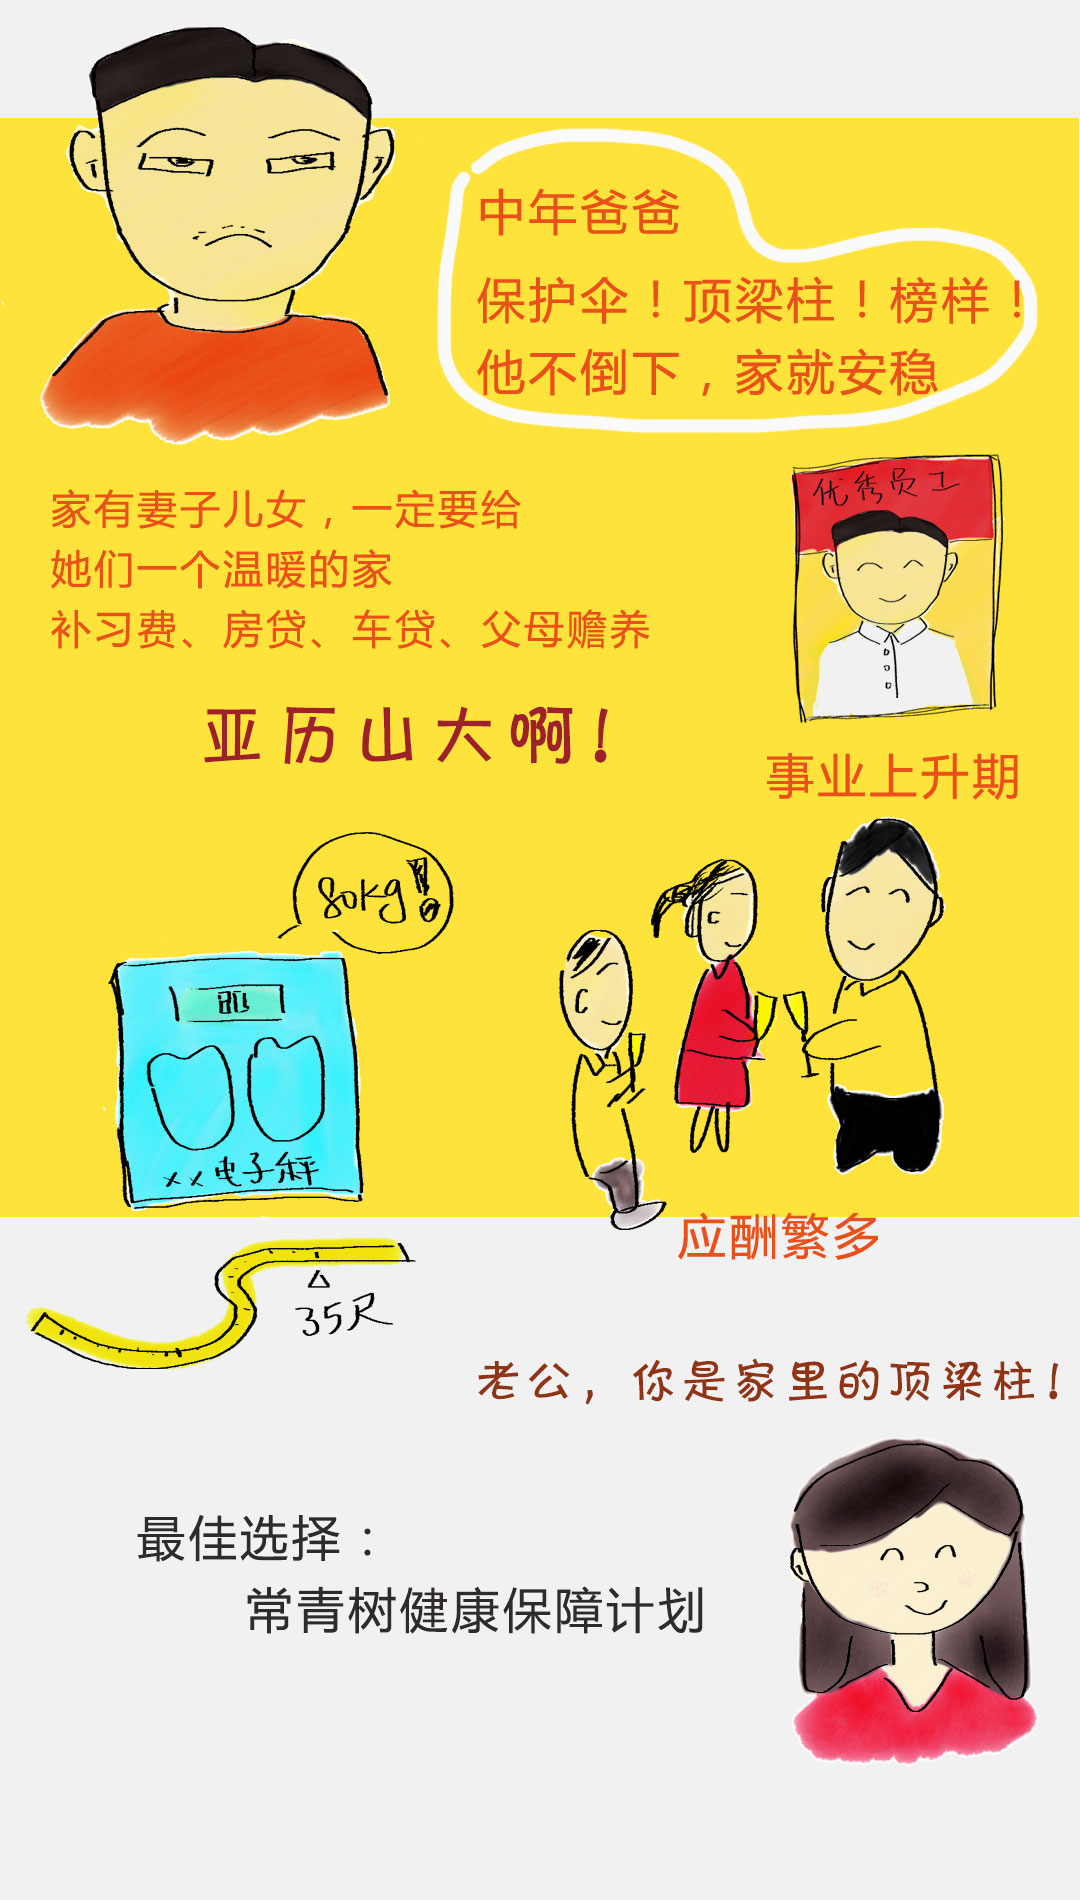 中年爸爸
保护伞！顶梁柱！榜样！
他不倒下，家就安稳
优秀员工
家有妻子儿女，一定要给
她们一个温暖的家
补习费、房贷、车贷、父母赡养
亚历山大啊！
事业上升期
80kg！
80
××电子秤
应酬繁多
35尺
老公，你是家里的顶梁柱！
最佳选择：
常青树健康保障计划